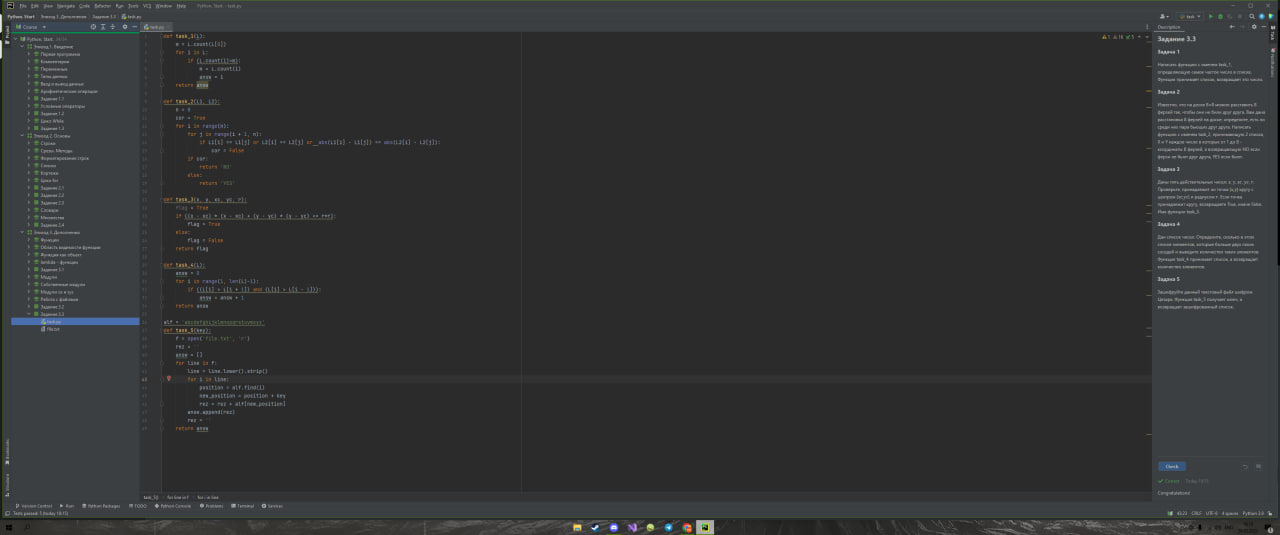 File Edit View Navigate Code Refactor Run Tools VCS Window Help Python. Start - task.py
Python. Start Эпизод 3. Дополнения Задание 3.3 task.py
task
Course
task.py
Description
Project
Python. Start
Эпизод 1. Введение
Первая программа
Комментарии
Переменные
Типы данных
Ввод и вывод данных
Арифметические операции
Задание 1.1
Условные операторы
Задание 1.2
Цикл While
Задание 1.3
Эпизод 2. Основы
Строки
Срезы. Методы
Форматирование строк
Списки
Кортежи
Цикл for
Задание 2.1
Задание 2.2
Задание 2.3
Словари
Множества
Задание 2.4
Эпизод 3. Дополнения
Функции
Область видимости функции
Функция как объект
lambda - функции
Задание 3.1
Модули
Собственные модули
Модули os и sys
Работа с файлами
Задание 3.2
Задание 3.3
task.py
file.txt
def task_1(i):
m = i.count(i[0])
for i in i:
if (i.count(i)>m):
m = i.count(i)
answ = i
return answ
def task_2(L1, L2):
n = 8
cor = True
for i in range(n):
for j in range(i + 1, n):
if L1[i] == L1[j] or L2[i] == L2[j] or abs(L1[i] - L1[j]) == abs(L2[i] - L2[j]):
cor = False
if cor:
return 'NO'
else:
return 'YES'
def task_3(x, y, xc, yc, r):
flag = True
if ((x - xc) * (x - xc) + (y - yc) * (y - yc) <= r*r):
flag = True
else:
flag = False
return flag
def task_4(L):
answ = 0
for i in range(1, len(L)-1):
if ((L[i] > L[i + 1]) and (L[i] > L[i - 1])):
answ = answ + 1
return answ
def task_5(key):
f = open('file.txt', 'r')
rez = ''
answ = []
for line in f:
line = line.lower().strip()
for i in line:
position = alf.find(i)
new_position = position + key
rez = rez + alf[new_position]
answ.append(rez)
rez = ''
return answ
Задание 3.3
Задача 1
Написать функцию с именем task_1,
определяющую самое частое число в списке.
Функция принимает список, возвращает это число.
Задача 2
Известно, что на доске 8×8 можно расставить 8
ферзей так, чтобы они не били друг друга. Вам дана
расстановка 8 ферзей на доске, определите, есть ли
среди них пара бьющих друг друга. Написать
функцию с именем task_2, принимающую 2 списка,
X и Y каждое число в которых от 1 до 8 -
координаты 8 ферзей, и возвращающую NO если
ферзи не бьют друг друга, YES если бьют.
Задача 3
Даны пять действительных чисел: x, y, xc, yc, r.
Проверьте, принадлежит ли точка (x,y) кругу с
центром (xc,yc) и радиусом r. Если точка
принадлежит кругу, возвращайте True, иначе False.
Имя функции task_3.
Задача 4
Дан список чисел. Определите, сколько в этом
списке элементов, которые больше двух своих
соседей и выведите количество таких элементов.
Функция task_4 принимает список, а возвращает
количество элементов.
Задача 5
Зашифруйте данный текстовый файл шифром
Цезаря. Функция task_5 получает ключ, а
возвращает зашифрованный список.
Check
Correct Today 18:15
Congratulations!
task_5() for line in f for i in line
Version Control Run Python Packages TODO Python Console Problems Terminal Services
Tests passed: 5 (today 18:15)
43:23 CRLF UTF-8 4 spaces Python 3.9